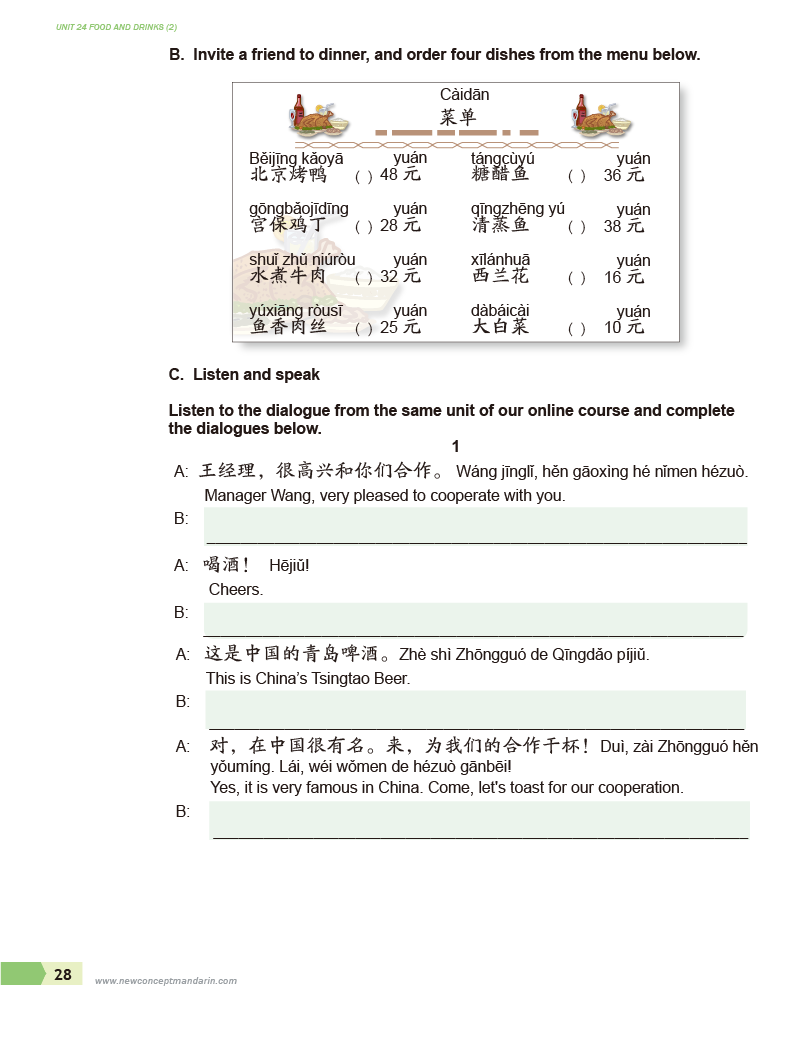 UNIT 24 FOOD AND DRINKS (2)
B. Invite a friend to dinner, and order four dishes from the menu below.
Càidān
菜单
Běijīng kǎoyā yuán tángcùyú yuán
北京烤鸭 ( ) 48 元 糖醋鱼 ( ) 36 元
gōngbǎojīdīng yuán qīngzhēng yú yuán
宫保鸡丁 ( ) 28 元 清蒸鱼 ( ) 38 元
shuǐ zhǔ niúròu yuán xīlánhuā yuán
水煮牛肉 ( ) 32 元 西兰花 ( ) 16 元
yúxiāng ròusī yuán dàbáicài yuán
鱼香肉丝 ( ) 25 元 大白菜 ( ) 10 元
C. Listen and speak
Listen to the dialogue from the same unit of our online course and complete
the dialogues below.
1
A: 王经理，很高兴和你们合作。 Wáng jīnglǐ, hěn gāoxìng hé nǐmen hézuò.
Manager Wang, very pleased to cooperate with you.
B:
A: 喝酒！ Hējiǔ!
Cheers.
B:
A: 这是中国的青岛啤酒。Zhè shì Zhōngguó de Qīngdǎo píjiǔ.
This is China’s Tsingtao Beer.
B:
A: 对，在中国很有名。来，为我们的合作干杯！Duì, zài Zhōngguó hěn
yǒumíng. Lái, wéi wǒmen de hézuò gānbēi!
Yes, it is very famous in China. Come, let's toast for our cooperation.
B:
28
www.newconceptmandarin.com